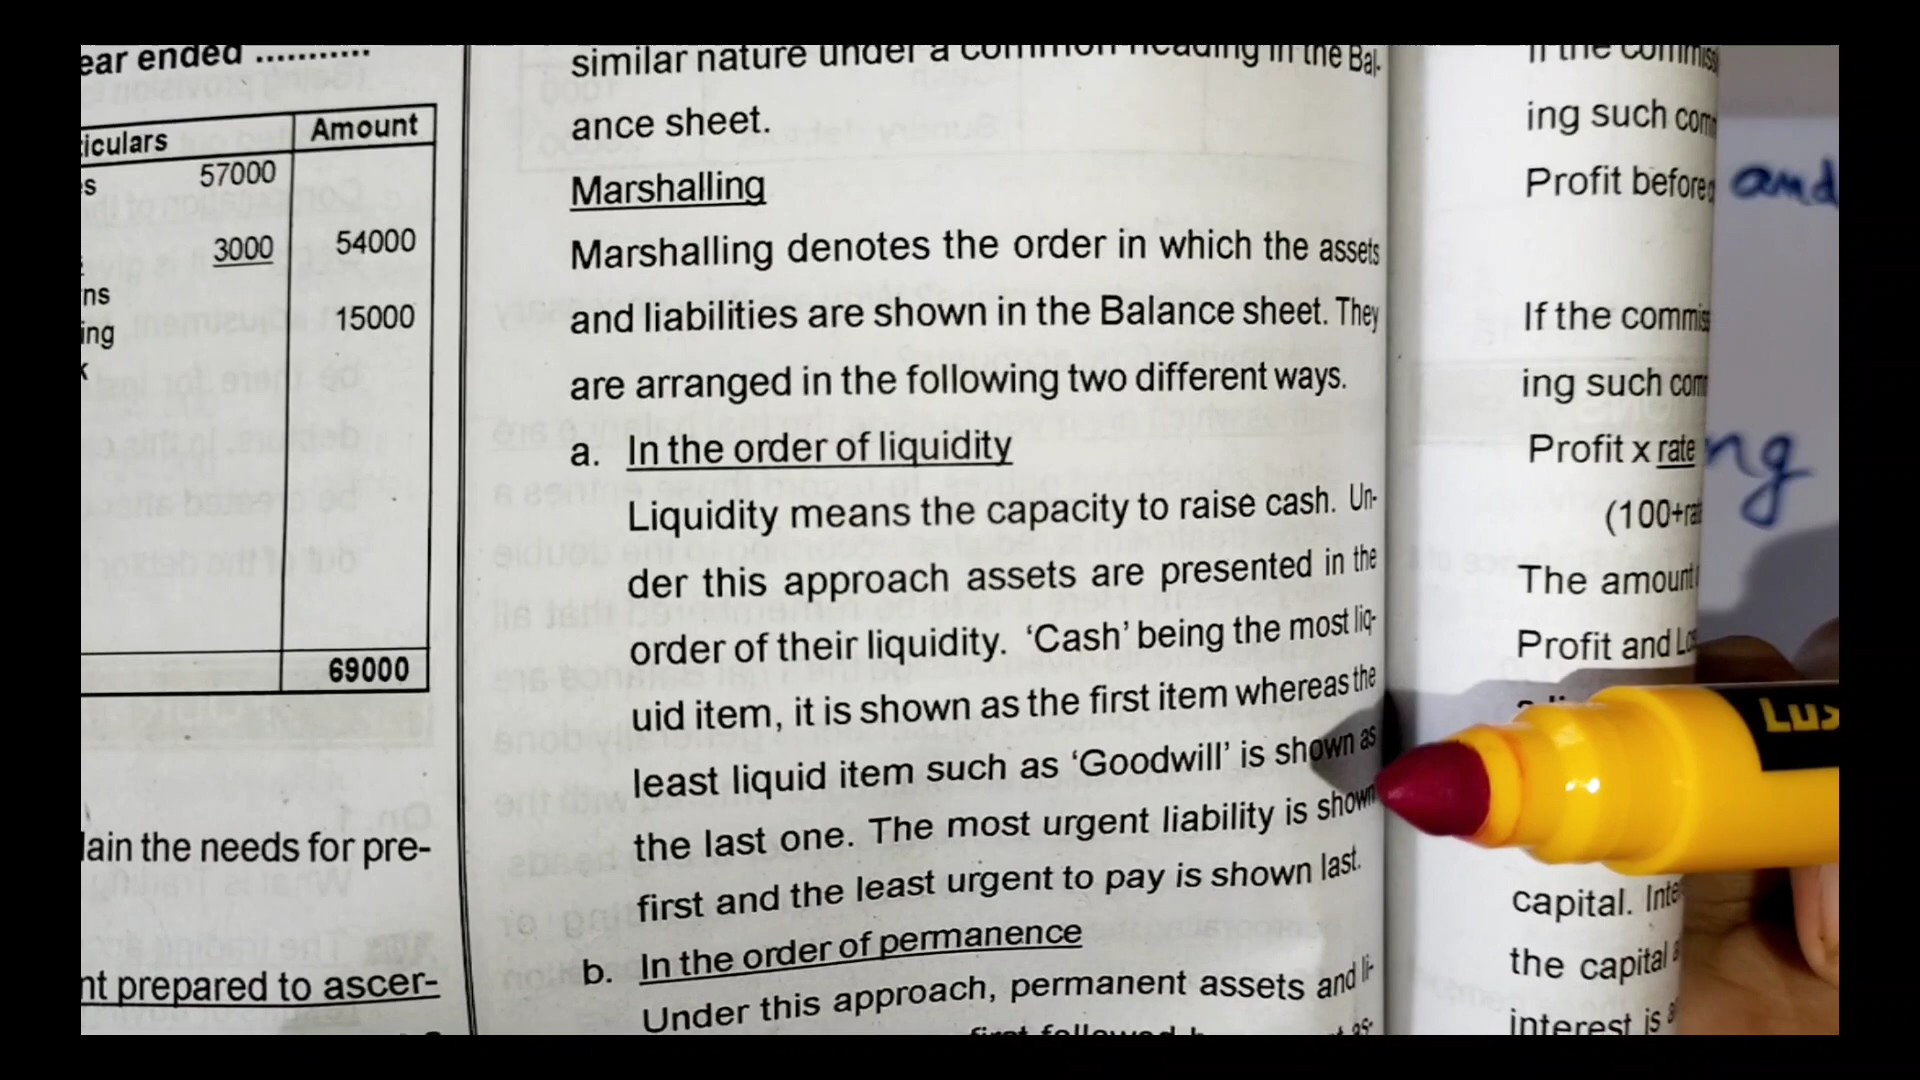 ear ended ...........
iculars Amount
s 57000
3000 54000
ns
ing 15000
69000
lain the needs for pre-
nt prepared to ascer-
similar nature under a common heading in the Bal-
ance sheet.
Marshalling
Marshalling denotes the order in which the assets
and liabilities are shown in the Balance sheet. They
are arranged in the following two different ways.
a. In the order of liquidity
Liquidity means the capacity to raise cash. Un-
der this approach assets are presented in the
order of their liquidity. ‘Cash’ being the most liq-
uid item, it is shown as the first item whereas the
least liquid item such as ‘Goodwill’ is shown as
the last one. The most urgent liability is shown
first and the least urgent to pay is shown last.
b. In the order of permanence
Under this approach, permanent assets and li-
first followed
If the commiss
ing such com
Profit before
If the commis
ing such com
Profit x rate
(100+rat
The amount
Profit and Los
capital. Inte
the capital a
interest is
and
ng
Lux